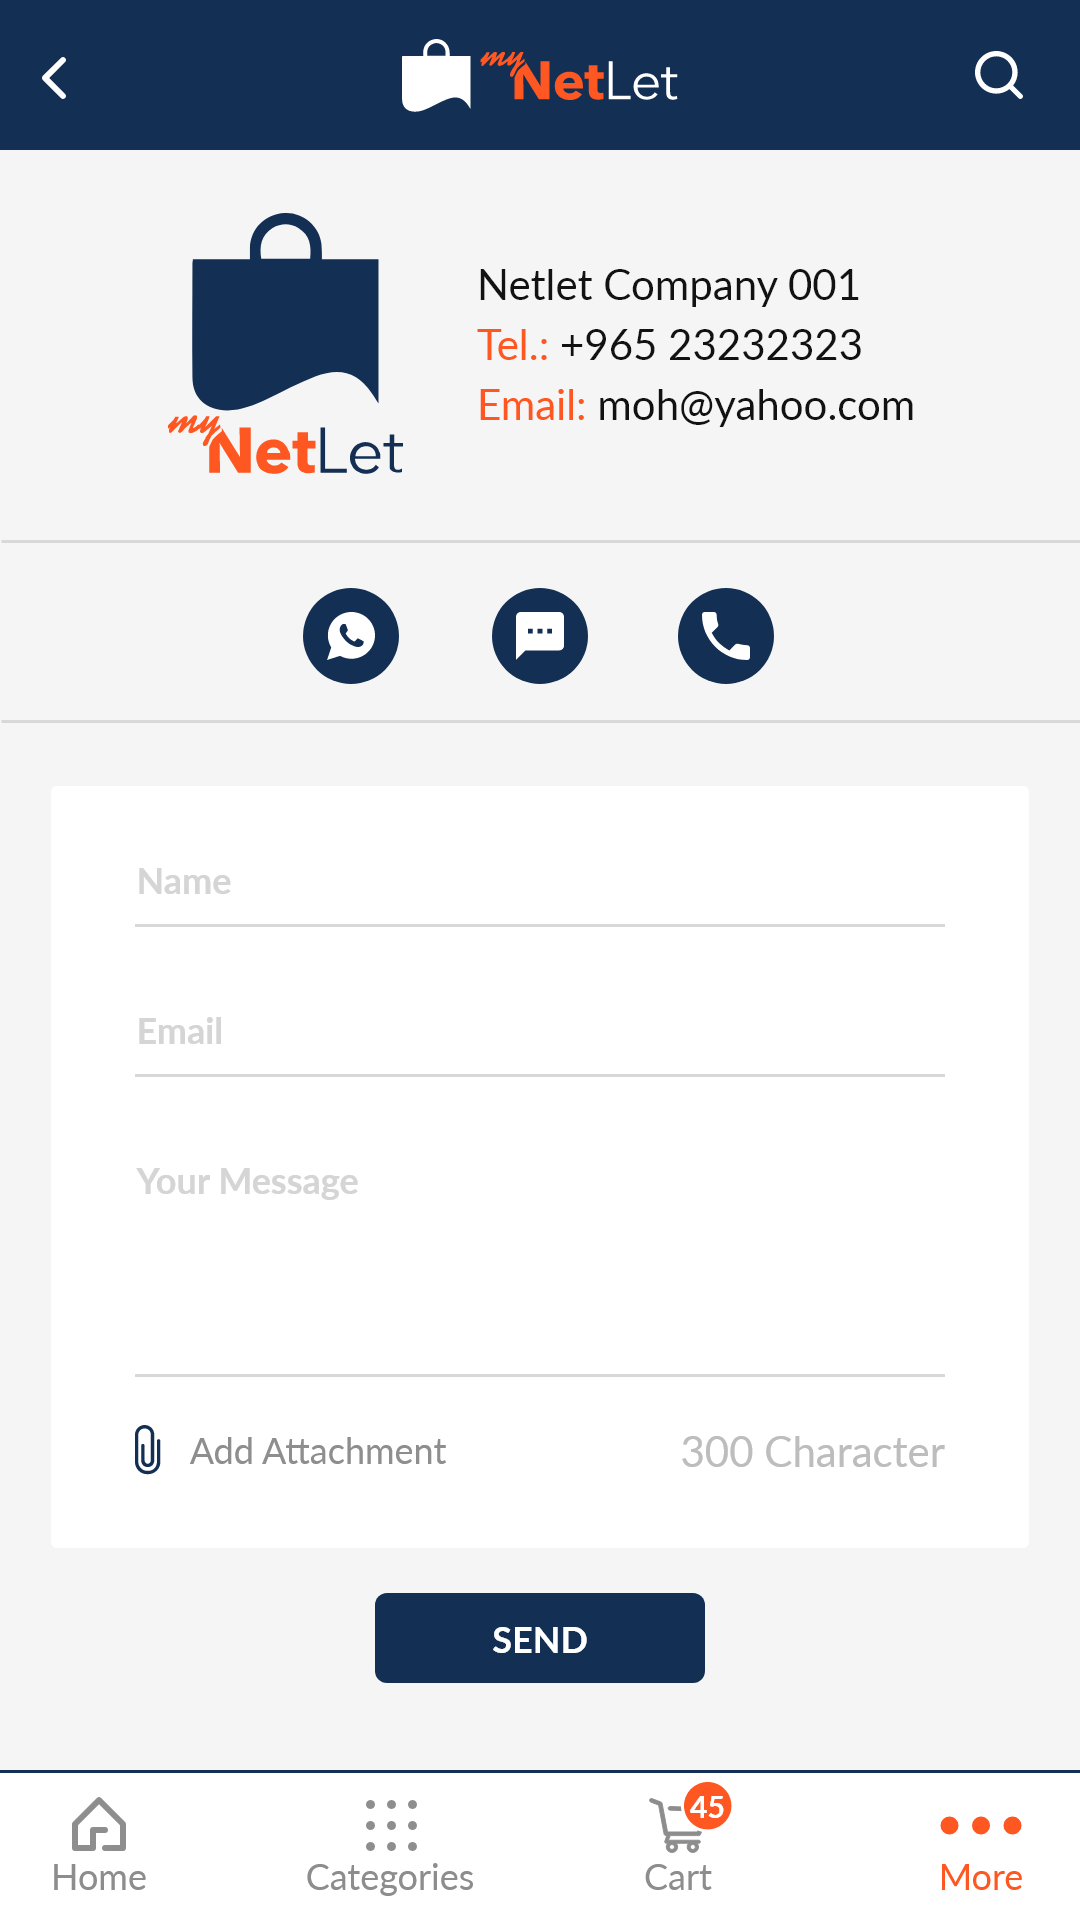 my NetLet
Netlet Company 001
Tel.: +965 23232323
Email: moh@yahoo.com
my NetLet
Name
Email
Your Message
Add Attachment 300 Character
SEND
45
Home Categories Cart More